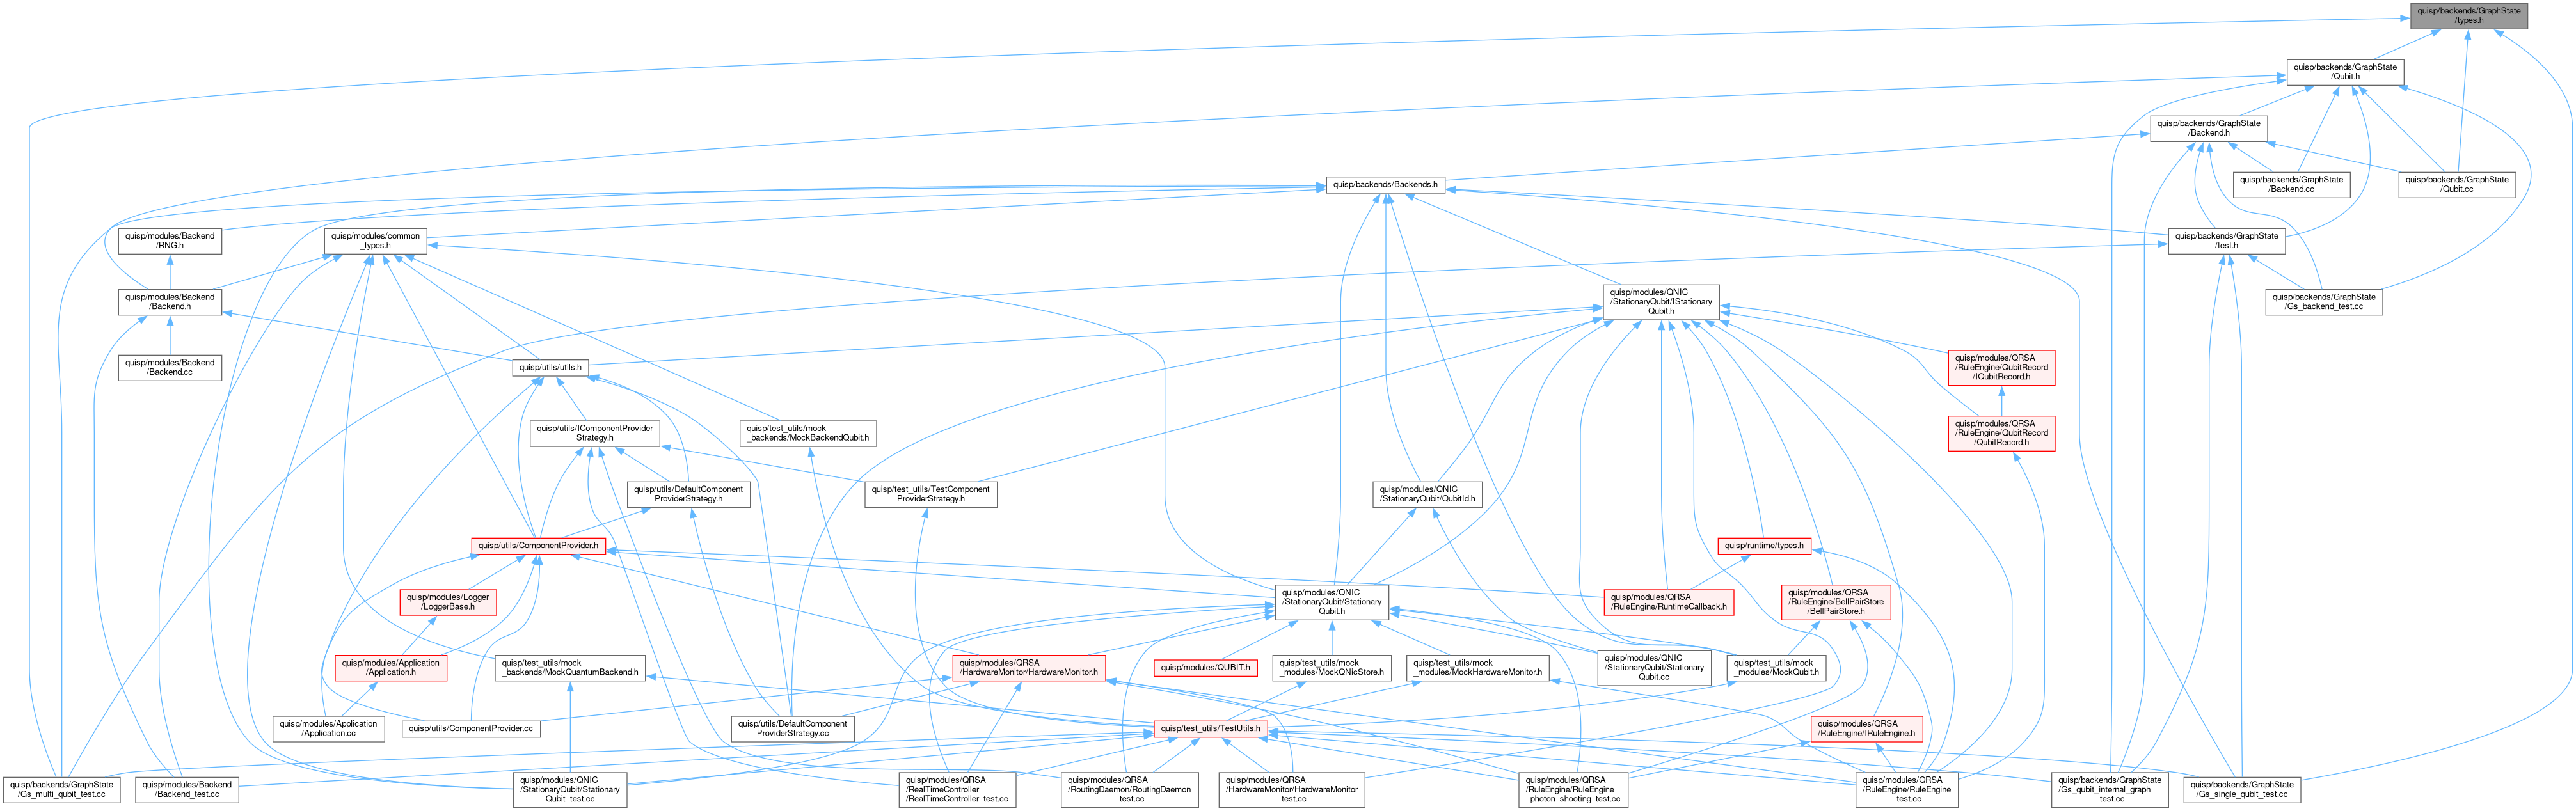 quisp/backends/GraphState
/types.h
quisp/backends/GraphState
/Qubit.h
quisp/backends/GraphState
/Backend.h
quisp/backends/Backends.h
quisp/backends/GraphState
/Backend.cc
quisp/backends/GraphState
/Qubit.cc
quisp/modules/Backend
/RNG.h
quisp/modules/common
_types.h
quisp/backends/GraphState
/test.h
quisp/modules/Backend
/Backend.h
quisp/modules/QNIC
/StationaryQubit/IStationary
Qubit.h
quisp/backends/GraphState
/Gs_backend_test.cc
quisp/modules/Backend
/Backend.cc
quisp/utils/utils.h
quisp/modules/QRSA
/RuleEngine/QubitRecord
/IQubitRecord.h
quisp/utils/IComponentProvider
Strategy.h
quisp/test_utils/mock
_backends/MockBackendQubit.h
quisp/modules/QRSA
/RuleEngine/QubitRecord
/QubitRecord.h
quisp/utils/DefaultComponent
ProviderStrategy.h
quisp/test_utils/TestComponent
ProviderStrategy.h
quisp/modules/QNIC
/StationaryQubit/QubitId.h
quisp/utils/ComponentProvider.h
quisp/runtime/types.h
quisp/modules/Logger
/LoggerBase.h
quisp/modules/QNIC
/StationaryQubit/Stationary
Qubit.h
quisp/modules/QRSA
/RuleEngine/RuntimeCallback.h
quisp/modules/QRSA
/RuleEngine/BellPairStore
/BellPairStore.h
quisp/modules/Application
/Application.h
quisp/test_utils/mock
_backends/MockQuantumBackend.h
quisp/modules/QRSA
/HardwareMonitor/HardwareMonitor.h
quisp/modules/QUBIT.h
quisp/test_utils/mock
_modules/MockQNicStore.h
quisp/test_utils/mock
_modules/MockHardwareMonitor.h
quisp/modules/QNIC
/StationaryQubit/Stationary
Qubit.cc
quisp/test_utils/mock
_modules/MockQubit.h
quisp/modules/Application
/Application.cc
quisp/utils/ComponentProvider.cc
quisp/utils/DefaultComponent
ProviderStrategy.cc
quisp/test_utils/TestUtils.h
quisp/modules/QRSA
/RuleEngine/IRuleEngine.h
quisp/backends/GraphState
/Gs_multi_qubit_test.cc
quisp/modules/Backend
/Backend_test.cc
quisp/modules/QNIC
/StationaryQubit/Stationary
Qubit_test.cc
quisp/modules/QRSA
/RealTimeController
/RealTimeController_test.cc
quisp/modules/QRSA
/RoutingDaemon/RoutingDaemon
_test.cc
quisp/modules/QRSA
/HardwareMonitor/HardwareMonitor
_test.cc
quisp/modules/QRSA
/RuleEngine/RuleEngine
_photon_shooting_test.cc
quisp/modules/QRSA
/RuleEngine/RuleEngine
_test.cc
quisp/backends/GraphState
/Gs_qubit_internal_graph
_test.cc
quisp/backends/GraphState
/Gs_single_qubit_test.cc